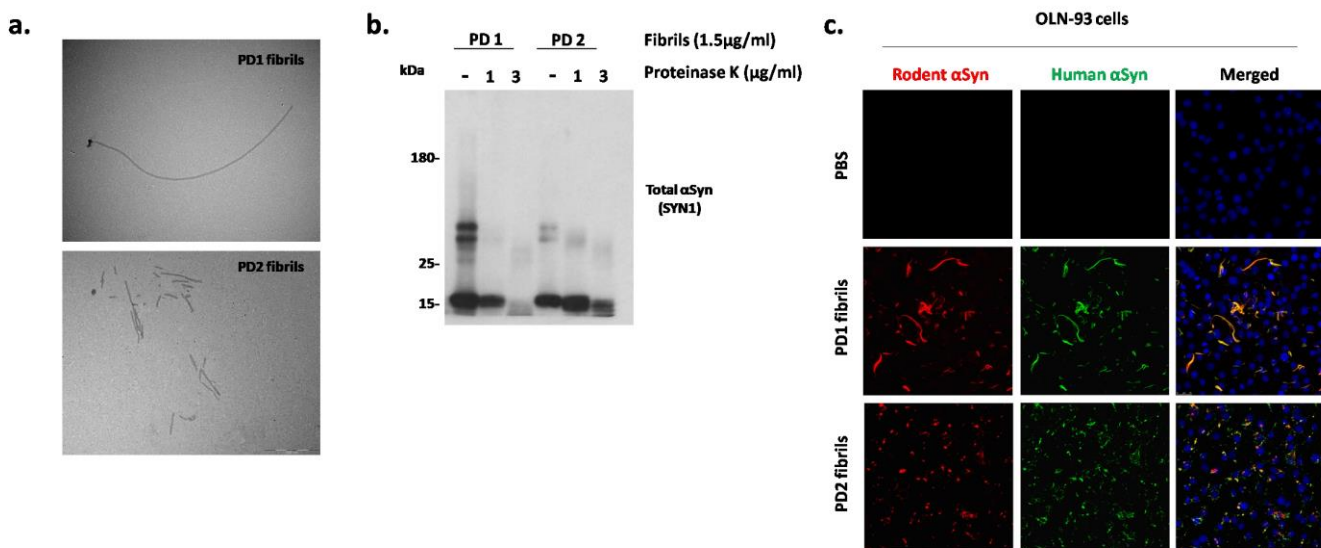 a.
PD1 fibrils
PD2 fibrils
b.
PD 1 PD 2 Fibrils (1.5µg/ml)
kDa - 1 3 - 1 3 Proteinase K (µg/ml)
180-
25-
15-
Total αSyn
(SYN1)
c.
OLN-93 cells
Rodent αSyn Human αSyn Merged
PBS
PD1 fibrils
PD2 fibrils